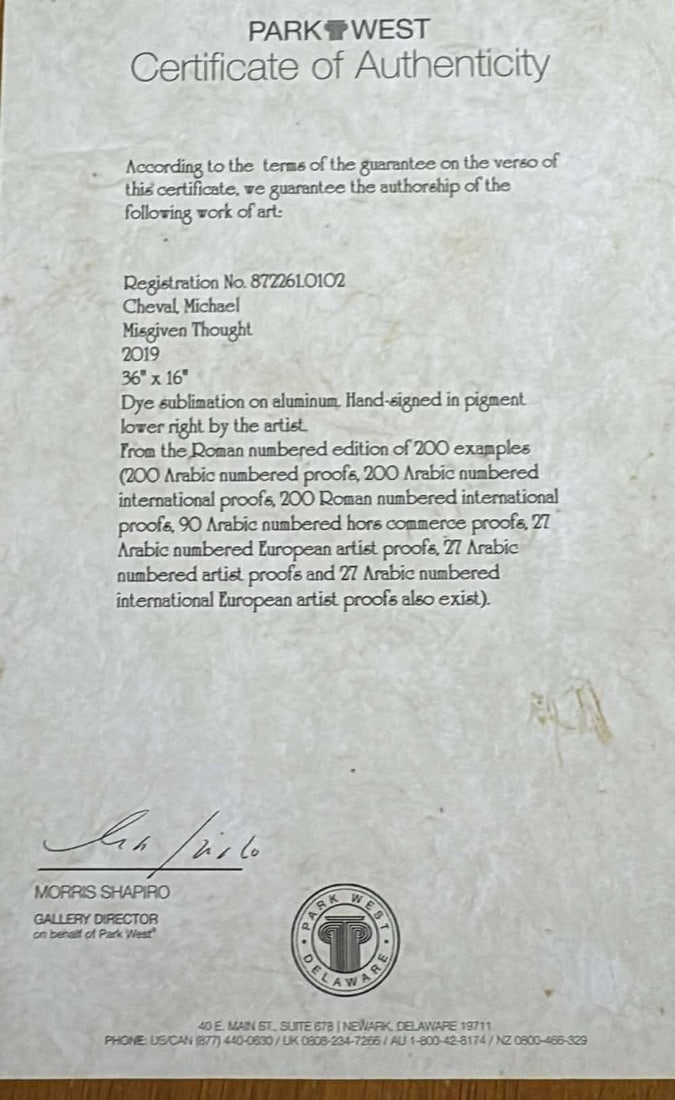 PARK WEST
Certificate of Authenticity
According to the terms of the guarantee on the verso of
this certificate, we guarantee the authorship of the
following work of art:
Registration No. 872261.0102
Cheval, Michael
Misgiven Thought
2019
36" x 16"
Dye sublimation on aluminum. Hand-signed in pigment
lower right by the artist.
From the Roman numbered edition of 200 examples
(200 Arabic numbered proofs, 200 Arabic numbered
international proofs, 200 Roman numbered international
proofs, 90 Arabic numbered hors commerce proofs, 27
Arabic numbered European artist proofs, 27 Arabic
numbered artist proofs and 27 Arabic numbered
international European artist proofs also exist).
MORRIS SHAPIRO
GALLERY DIRECTOR
on behalf of Park West®
PARK WEST
DELAWARE
40 E. MAIN ST., SUITE 678 | NEWARK, DELAWARE 19711
PHONE: US/CAN (877) 440-0630 / UK 0808-234-7266 / AU 1-800-42-8174 / NZ 0800-466-329